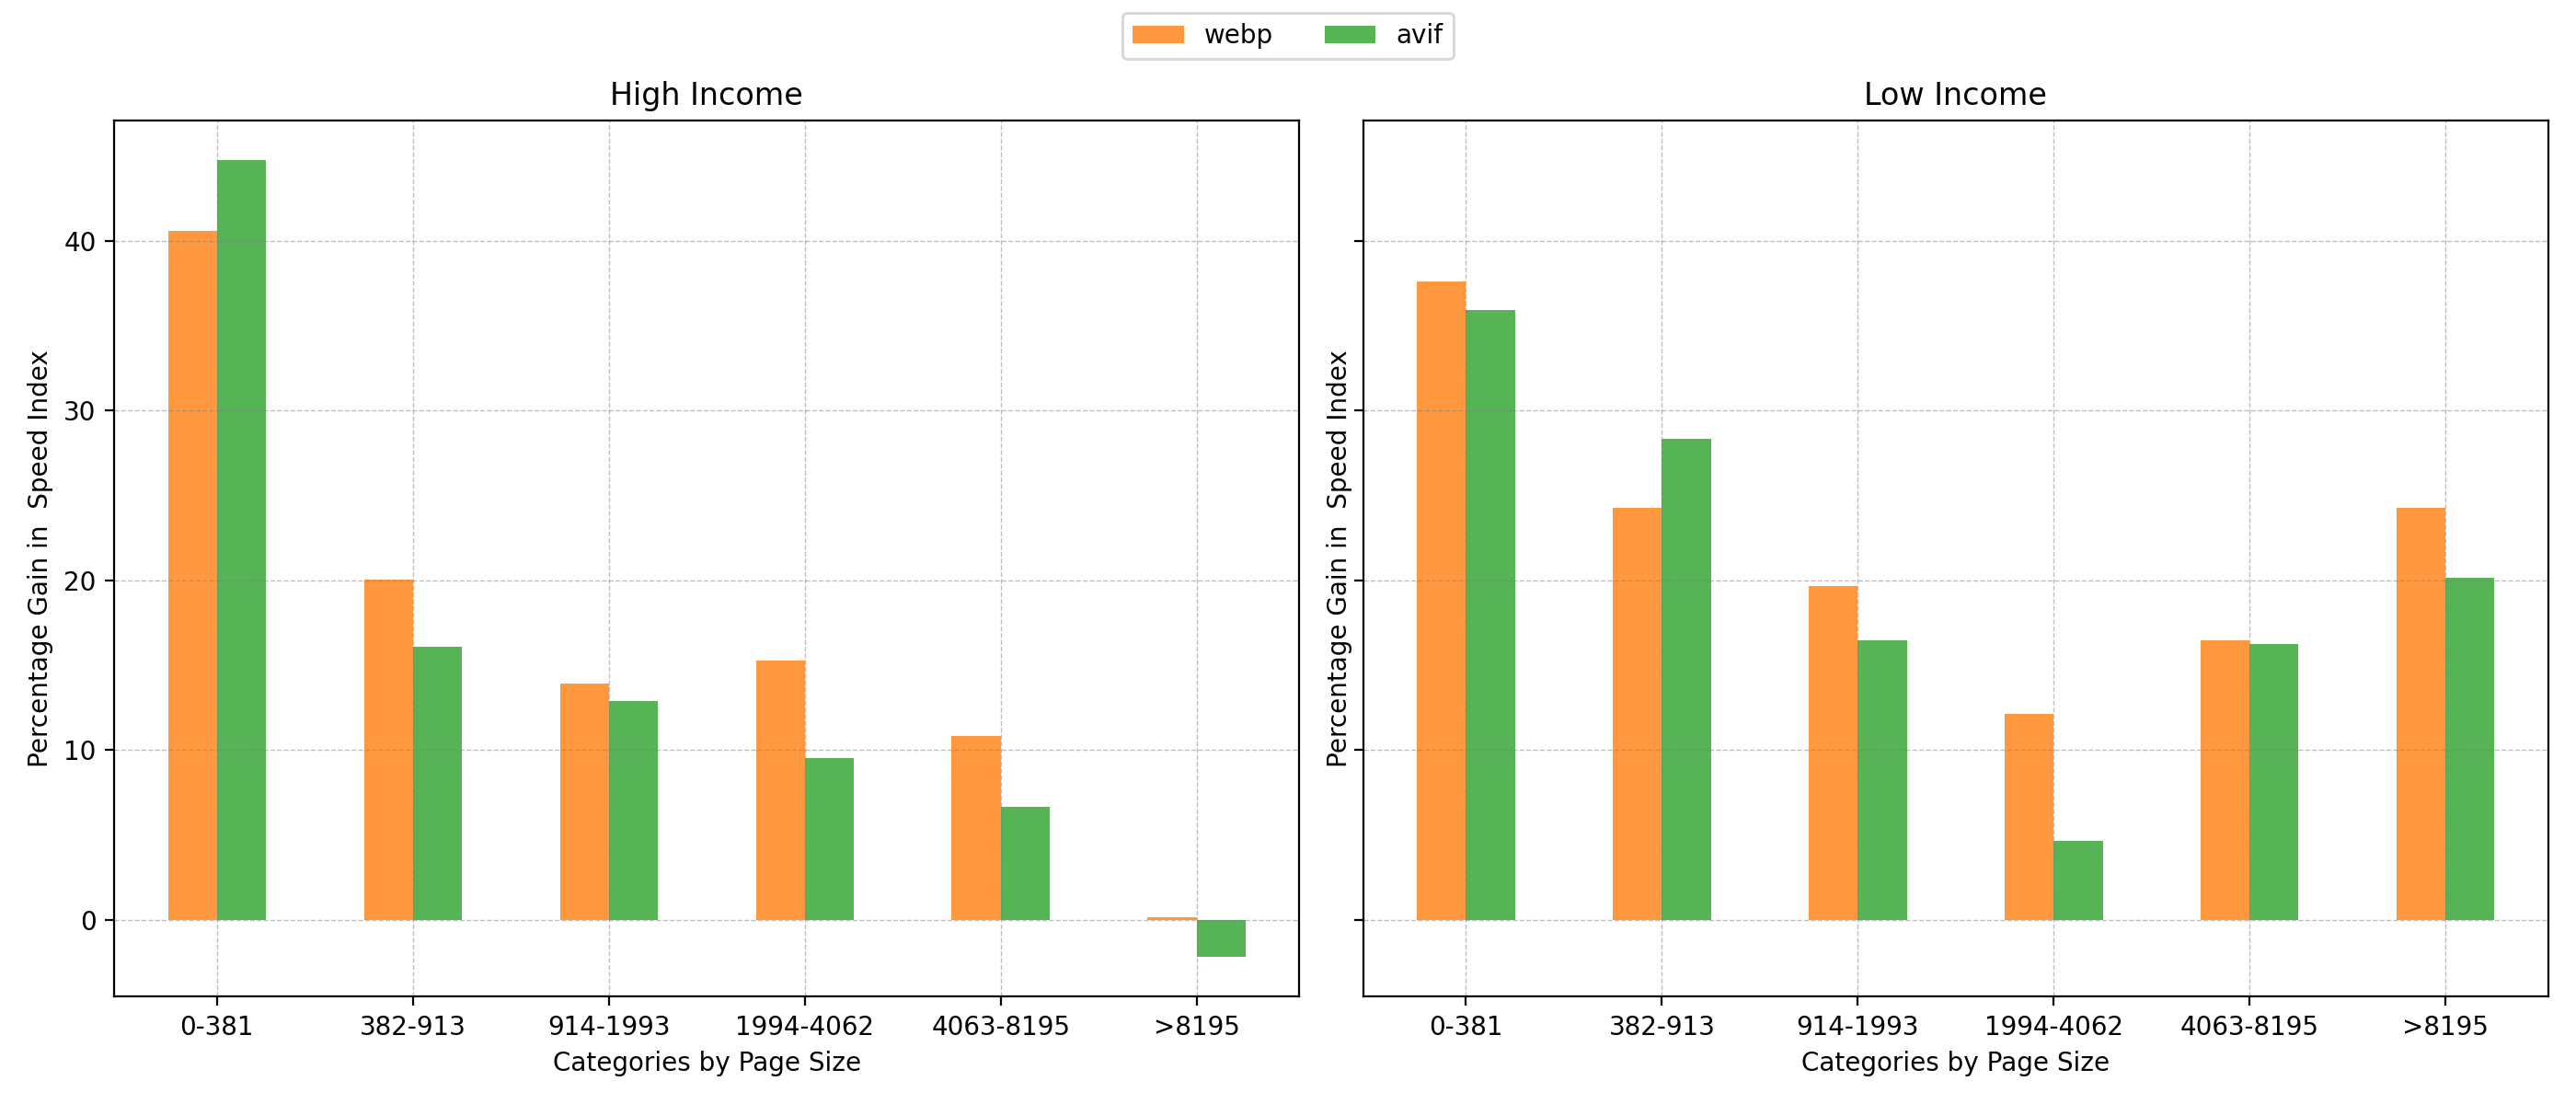 webp avif
High Income
Low Income
Percentage Gain in  Speed Index
40
30
20
10
0
0-381 382-913 914-1993 1994-4062 4063-8195 >8195
Categories by Page Size
Percentage Gain in  Speed Index
0-381 382-913 914-1993 1994-4062 4063-8195 >8195
Categories by Page Size